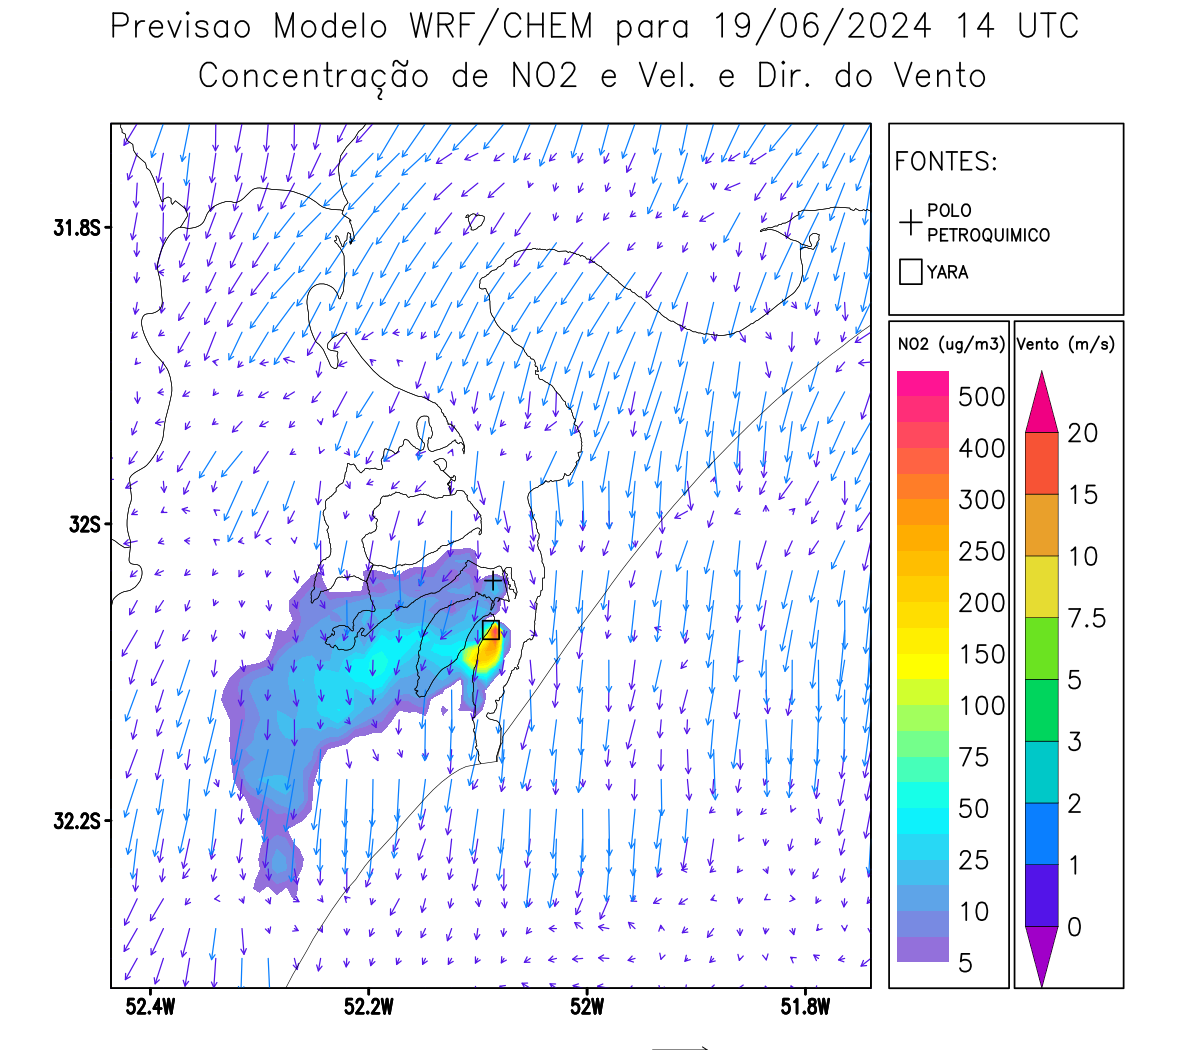 Previsao Modelo WRF/CHEM para 19/06/2024 14 UTC
Concentração de NO2 e Vel. e Dir. do Vento
FONTES:
POLO
PETROQUIMICO
YARA
NO2 (ug/m3)
500
400
300
250
200
150
100
75
50
25
10
5
Vento (m/s)
20
15
10
7.5
5
3
2
1
0
31.8S
32S
32.2S
52.4W
52.2W
52W
51.8W